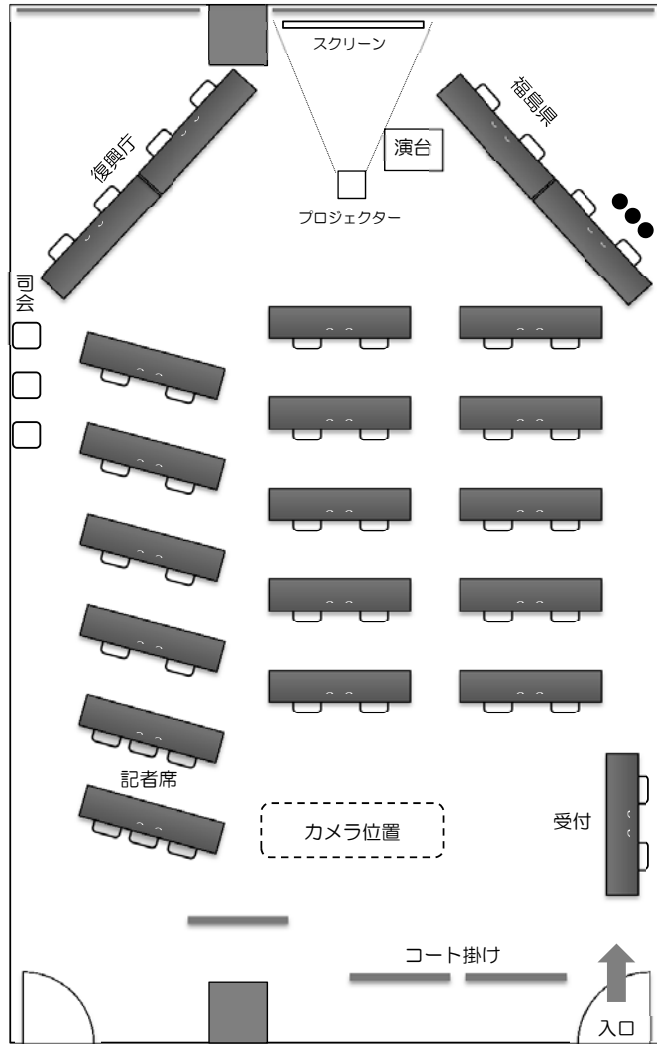 スクリーン
福島県
復興庁
演台
プロジェクター
司会
記者席
カメラ位置
受付
コート掛け
入口